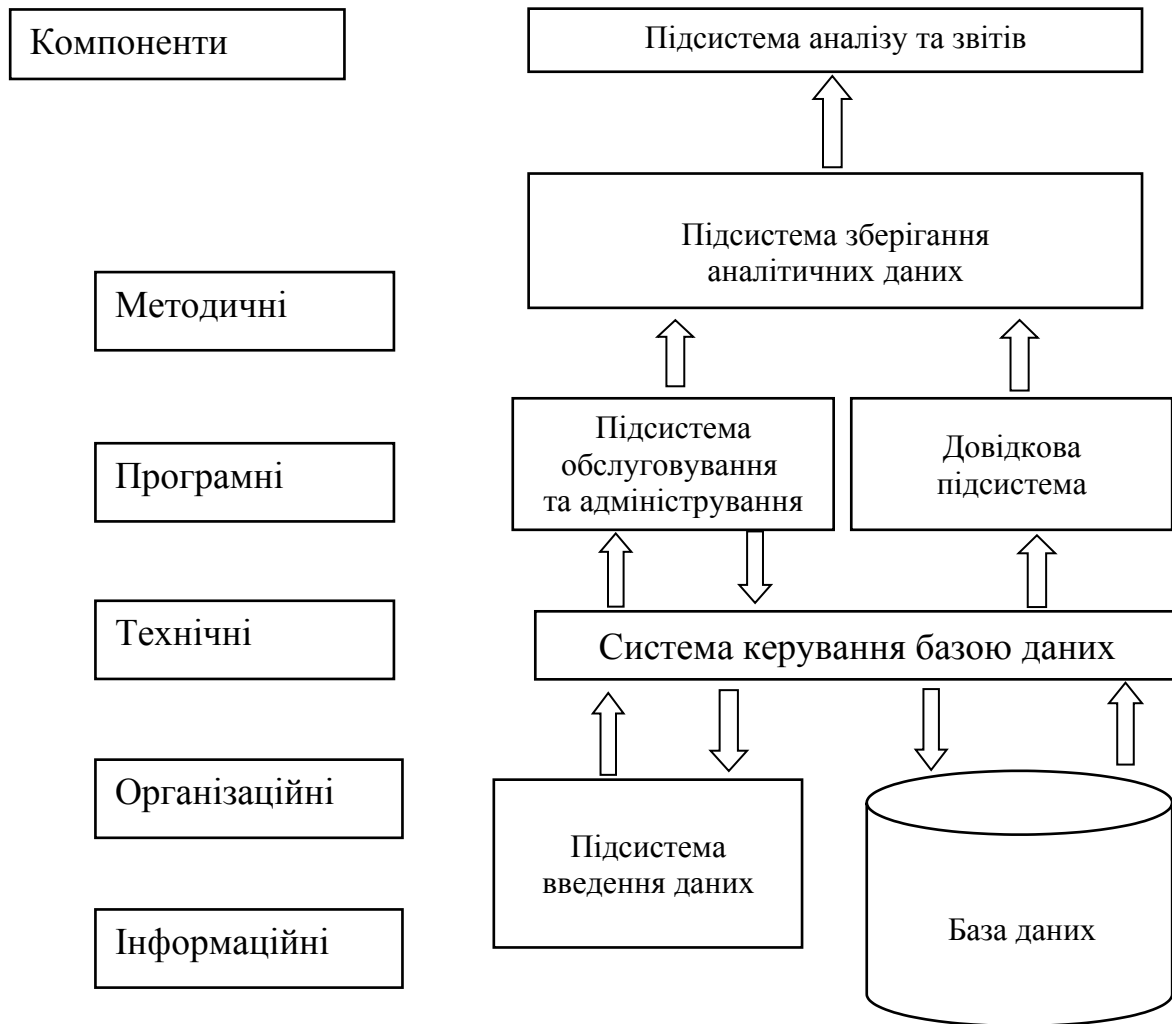 Компоненти
Підсистема аналізу та звітів
Підсистема зберігання
аналітичних даних
Методичні
Підсистема
обслуговування
та адміністрування
Довідкова
підсистема
Програмні
Технічні
Система керування базою даних
Організаційні
Підсистема
введення даних
База даних
Інформаційні